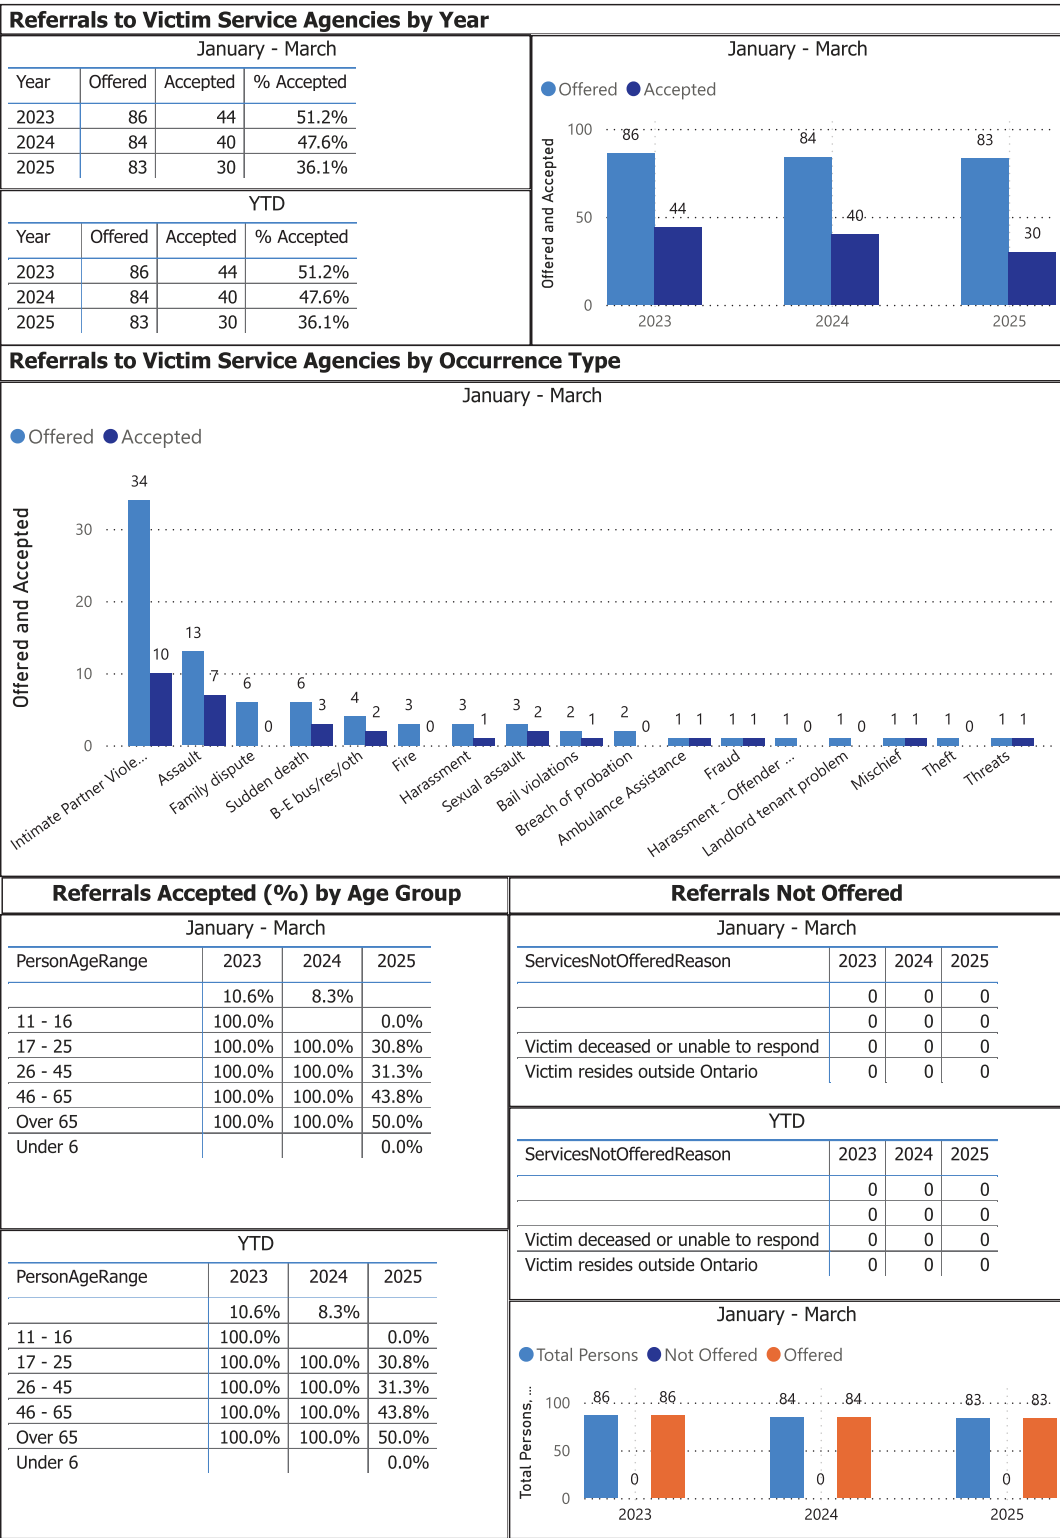 Referrals to Victim Service Agencies by Year
January - March
Year Offered Accepted % Accepted
2023 86 44 51.2%
2024 84 40 47.6%
2025 83 30 36.1%
YTD
Year Offered Accepted % Accepted
2023 86 44 51.2%
2024 84 40 47.6%
2025 83 30 36.1%
January - March
Offered Accepted
Offered and Accepted
100
50
0
86 44 84 40 83 30
2023 2024 2025
Referrals to Victim Service Agencies by Occurrence Type
January - March
Offered Accepted
Offered and Accepted
30
20
10
0
34 10 13 7 6 0 6 3 4 2 3 0 3 1 3 2 2 1 2 0 1 1 1 1 1 0 1 0 1 1 1 0 1 1
Intimate Partner Viole...
Assault
Family dispute
Sudden death
B-E bus/res/oth
Fire
Harassment
Sexual assault
Bail violations
Breach of probation
Ambulance Assistance
Fraud
Harassment - Offender ...
Landlord tenant problem
Mischief
Theft
Threats
Referrals Accepted (%) by Age Group
January - March
PersonAgeRange 2023 2024 2025
10.6% 8.3%
11 - 16 100.0% 0.0%
17 - 25 100.0% 100.0% 30.8%
26 - 45 100.0% 100.0% 31.3%
46 - 65 100.0% 100.0% 43.8%
Over 65 100.0% 100.0% 50.0%
Under 6 0.0%
YTD
PersonAgeRange 2023 2024 2025
10.6% 8.3%
11 - 16 100.0% 0.0%
17 - 25 100.0% 100.0% 30.8%
26 - 45 100.0% 100.0% 31.3%
46 - 65 100.0% 100.0% 43.8%
Over 65 100.0% 100.0% 50.0%
Under 6 0.0%
Referrals Not Offered
January - March
ServicesNotOfferedReason 2023 2024 2025
0 0 0
0 0 0
Victim deceased or unable to respond 0 0 0
Victim resides outside Ontario 0 0 0
YTD
ServicesNotOfferedReason 2023 2024 2025
0 0 0
0 0 0
Victim deceased or unable to respond 0 0 0
Victim resides outside Ontario 0 0 0
January - March
Total Persons Not Offered Offered
Total Persons, ...
100
50
0
86 0 86 84 0 84 83 0 83
2023 2024 2025